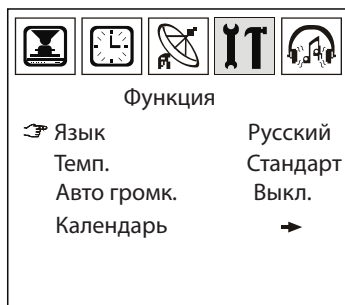 Функция
Язык Русский
Темп. Стандарт
Авто громк. Выкл.
Календарь